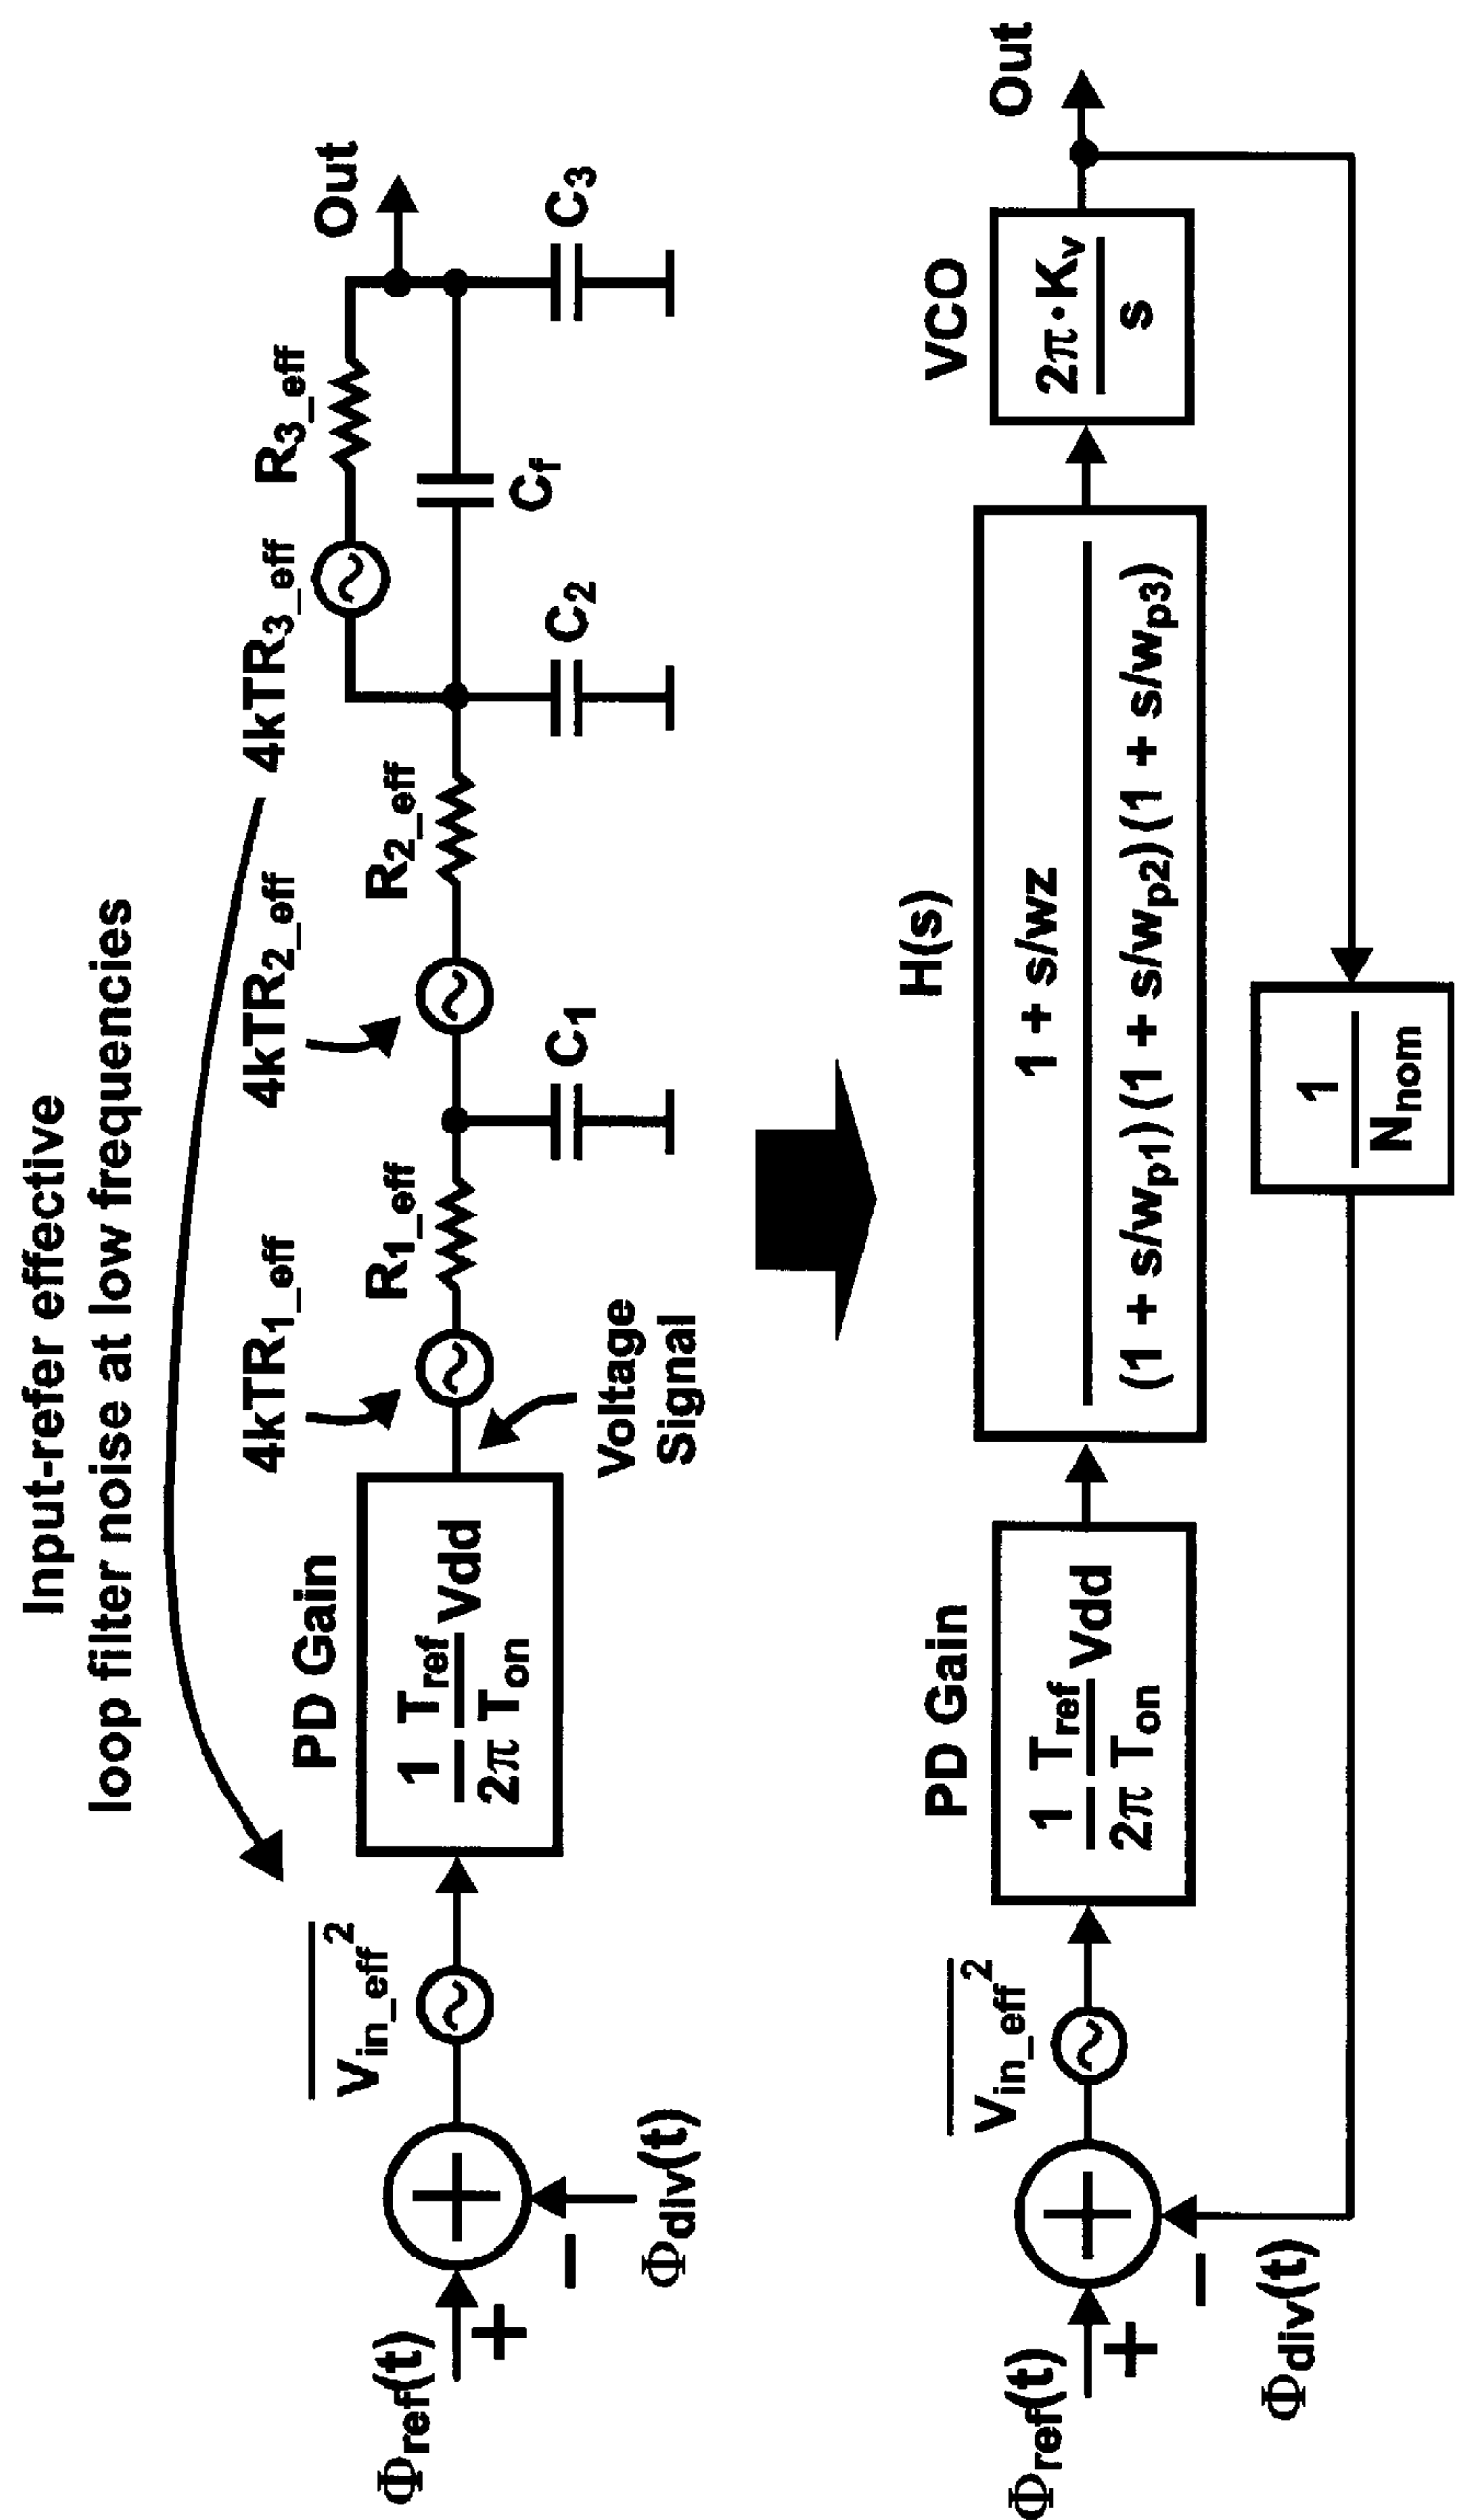 Input-refer effective
loop filter noise at low frequencies
Φref(t)
+
−
Φdiv(t)
Vin_eff²
PD Gain
1 Tref
2π Ton
Vdd
Voltage
Signal
4kTR1_eff
R1_eff
C1
4kTR2_eff
R2_eff
C2
4kTR3_eff
R3_eff
Cf
C3
Out
Φref(t)
+
−
Φdiv(t)
Vin_eff²
PD Gain
1 Tref
2π Ton
Vdd
H(s)
1 + s/wz
(1 + s/wp1)(1 + s/wp2)(1 + s/wp3)
VCO
2π·Kv
s
Out
1
Nnom